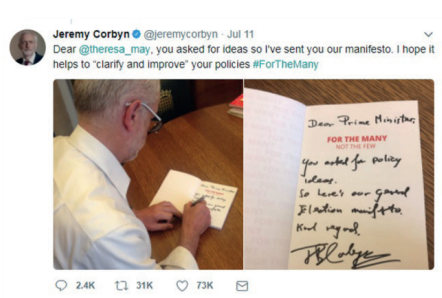 Jeremy Corbyn @jeremycorbyn · Jul 11
Dear @theresa_may, you asked for ideas so I've sent you our manifesto. I hope it
helps to "clarify and improve" your policies #ForTheMany
Dear Prime Minister,
FOR THE MANY
NOT THE FEW
You asked for policy
ideas.
So here's our General
Election manifesto.
Kind regard
2.4K 31K 73K